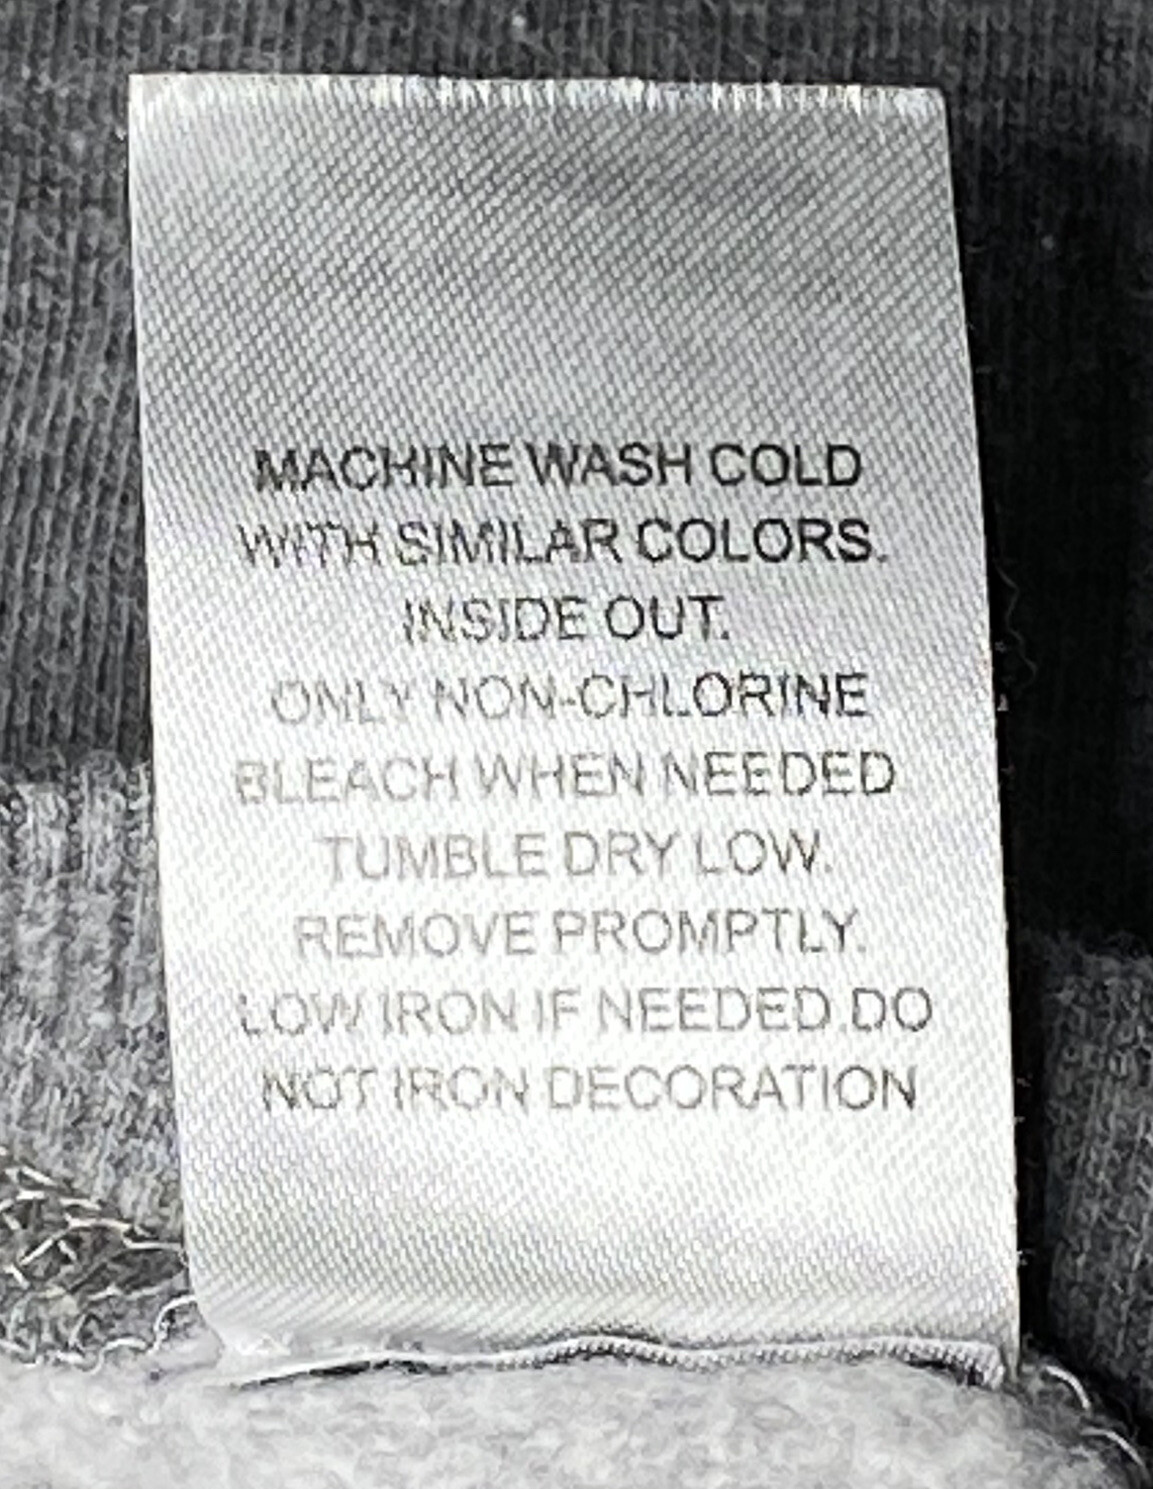 MACHINE WASH COLD
WITH SIMILAR COLORS.
INSIDE OUT.
ONLY NON-CHLORINE
BLEACH WHEN NEEDED
TUMBLE DRY LOW.
REMOVE PROMPTLY.
LOW IRON IF NEEDED.DO
NOT IRON DECORATION